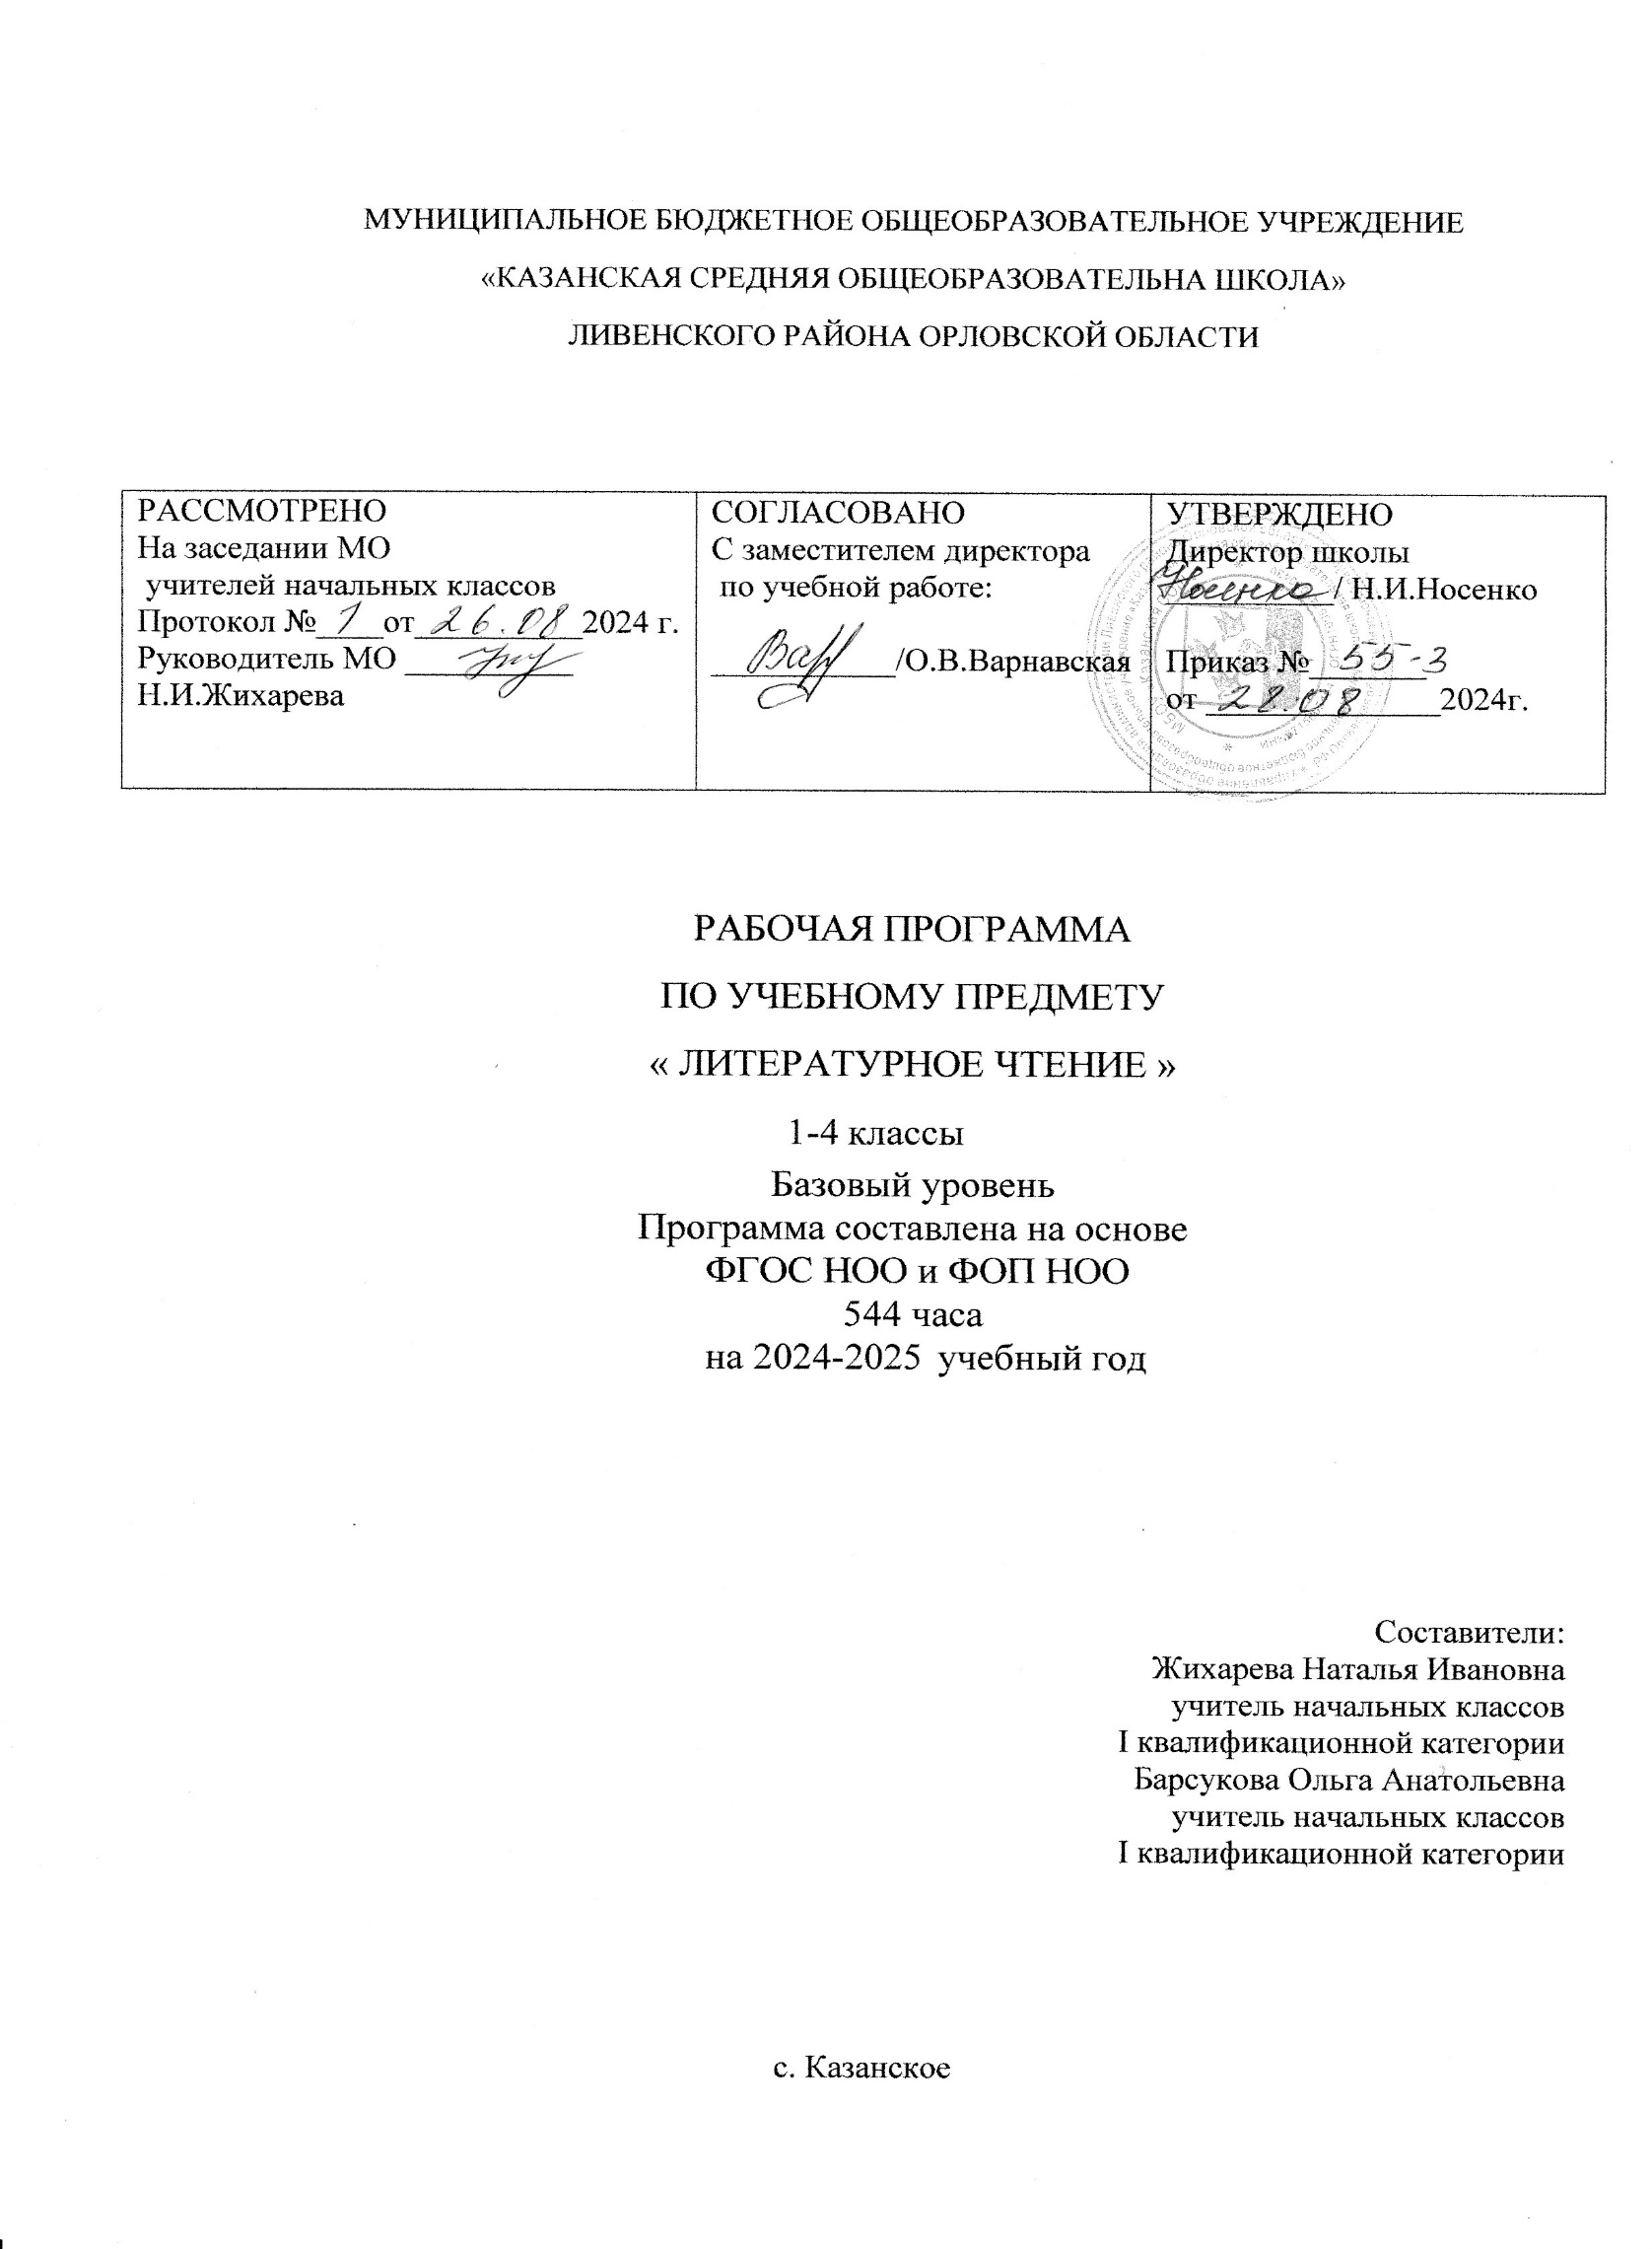 МУНИЦИПАЛЬНОЕ БЮДЖЕТНОЕ ОБЩЕОБРАЗОВАТЕЛЬНОЕ УЧРЕЖДЕНИЕ
«КАЗАНСКАЯ СРЕДНЯЯ ОБЩЕОБРАЗОВАТЕЛЬНА ШКОЛА»
ЛИВЕНСКОГО РАЙОНА ОРЛОВСКОЙ ОБЛАСТИ
РАССМОТРЕНО
На заседании МО
учителей начальных классов
Протокол № 1 от 26.08 2024 г.
Руководитель МО
Н.И.Жихарева
СОГЛАСОВАНО
С заместителем директора
по учебной работе:
/О.В.Варнавская
УТВЕРЖДЕНО
Директор школы
/ Н.И.Носенко
Приказ № 55-3
от 28.08 2024г.
РАБОЧАЯ ПРОГРАММА
ПО УЧЕБНОМУ ПРЕДМЕТУ
« ЛИТЕРАТУРНОЕ ЧТЕНИЕ »
1-4 классы
Базовый уровень
Программа составлена на основе
ФГОС НОО и ФОП НОО
544 часа
на 2024-2025 учебный год
Составители:
Жихарева Наталья Ивановна
учитель начальных классов
I квалификационной категории
Барсукова Ольга Анатольевна
учитель начальных классов
I квалификационной категории
с. Казанское